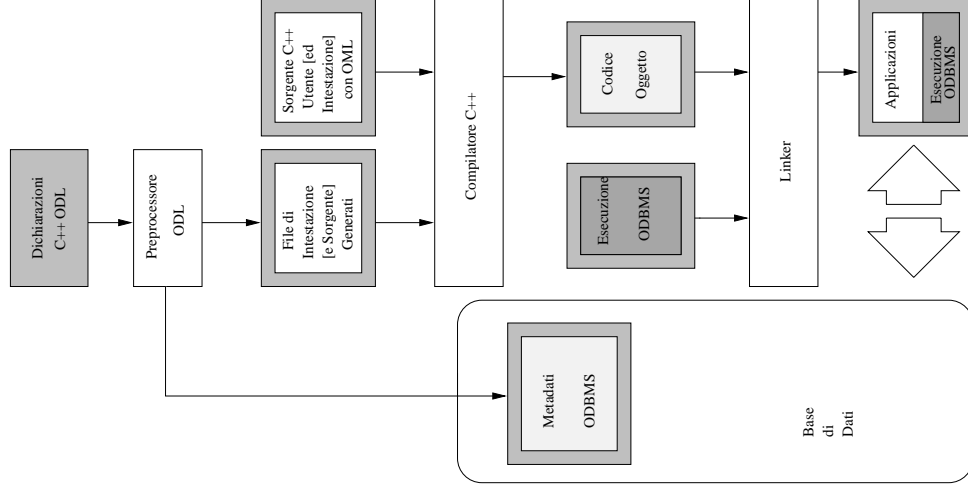 Dichiarazioni
C++ ODL
Preprocessore
ODL
File di
Intestazione
[e Sorgente]
Generati
Sorgente C++
Utente [ed
Intestazione]
con OML
Compilatore C++
Esecuzione
ODBMS
Codice
Oggetto
Linker
Applicazioni
Esecuzione
ODBMS
Metadati
ODBMS
Base
di
Dati